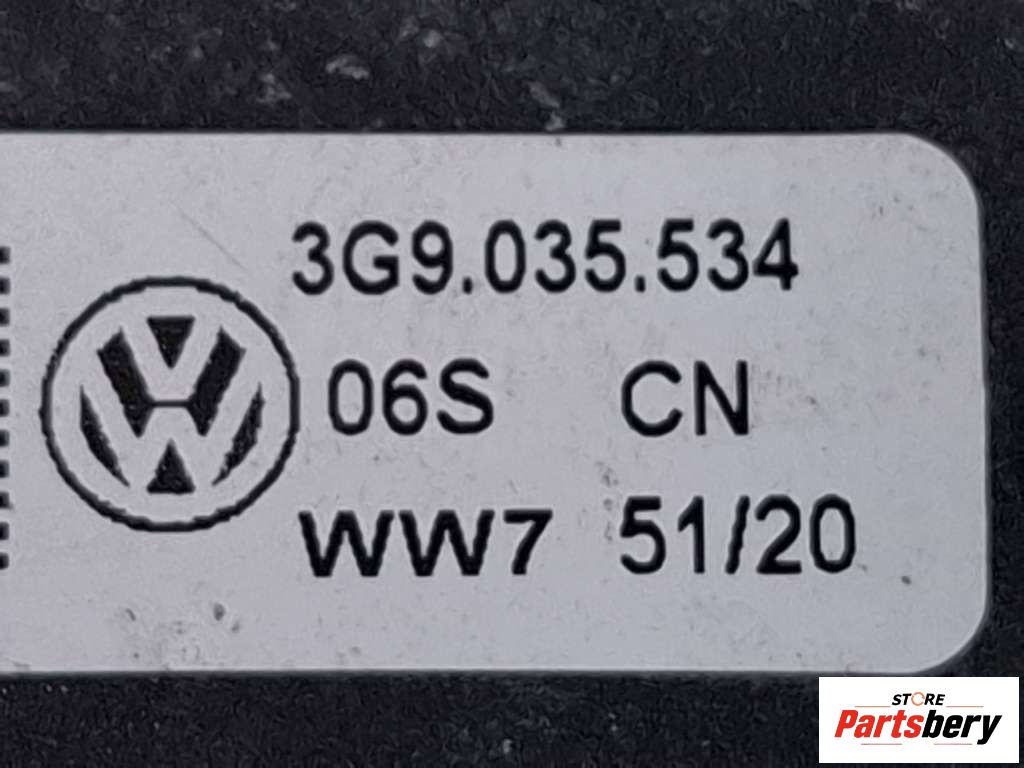 3G9.035.534
06S CN
WW7 51/20
STORE
Partsbery